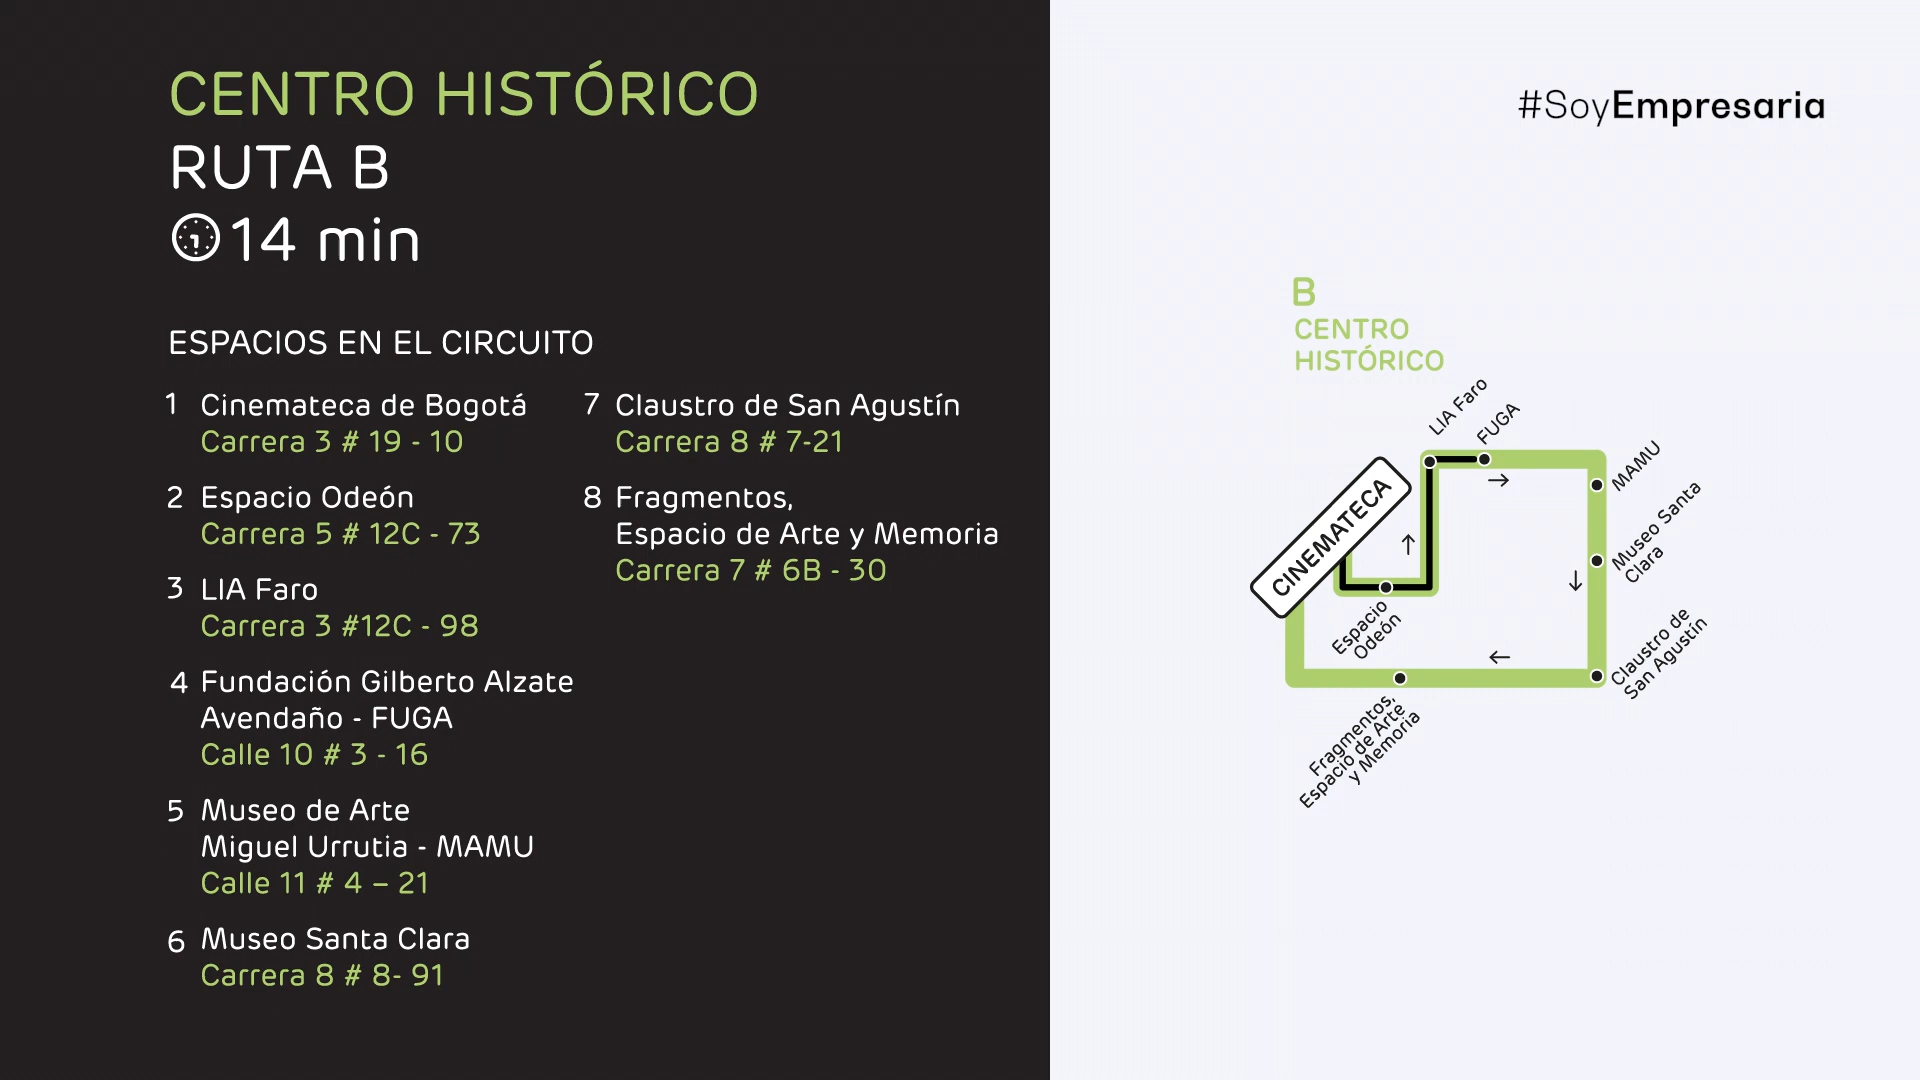 CENTRO HISTÓRICO
RUTA B
14 min
ESPACIOS EN EL CIRCUITO
1 Cinemateca de Bogotá
Carrera 3 # 19 - 10
2 Espacio Odeón
Carrera 5 # 12C - 73
3 LIA Faro
Carrera 3 #12C - 98
4 Fundación Gilberto Alzate
Avendaño - FUGA
Calle 10 # 3 - 16
5 Museo de Arte
Miguel Urrutia - MAMU
Calle 11 # 4 – 21
6 Museo Santa Clara
Carrera 8 # 8- 91
7 Claustro de San Agustín
Carrera 8 # 7-21
8 Fragmentos,
Espacio de Arte y Memoria
Carrera 7 # 6B - 30
#SoyEmpresaria
B
CENTRO
HISTÓRICO
LIA Faro
FUGA
MAMU
Museo Santa
Clara
CINEMATECA
Espacio
Odeón
Claustro de
San Agustín
Fragmentos,
Espacio de Arte
y Memoria